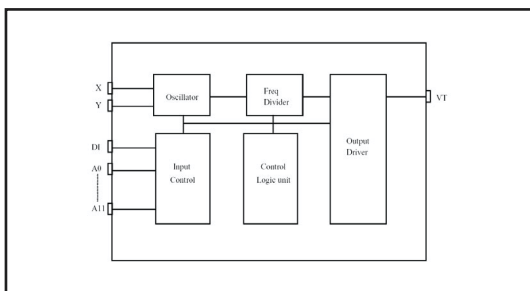 X
Y
DI
A0
A11
Oscillator
Freq
Divider
Input
Control
Control
Logic unit
Output
Driver
VT